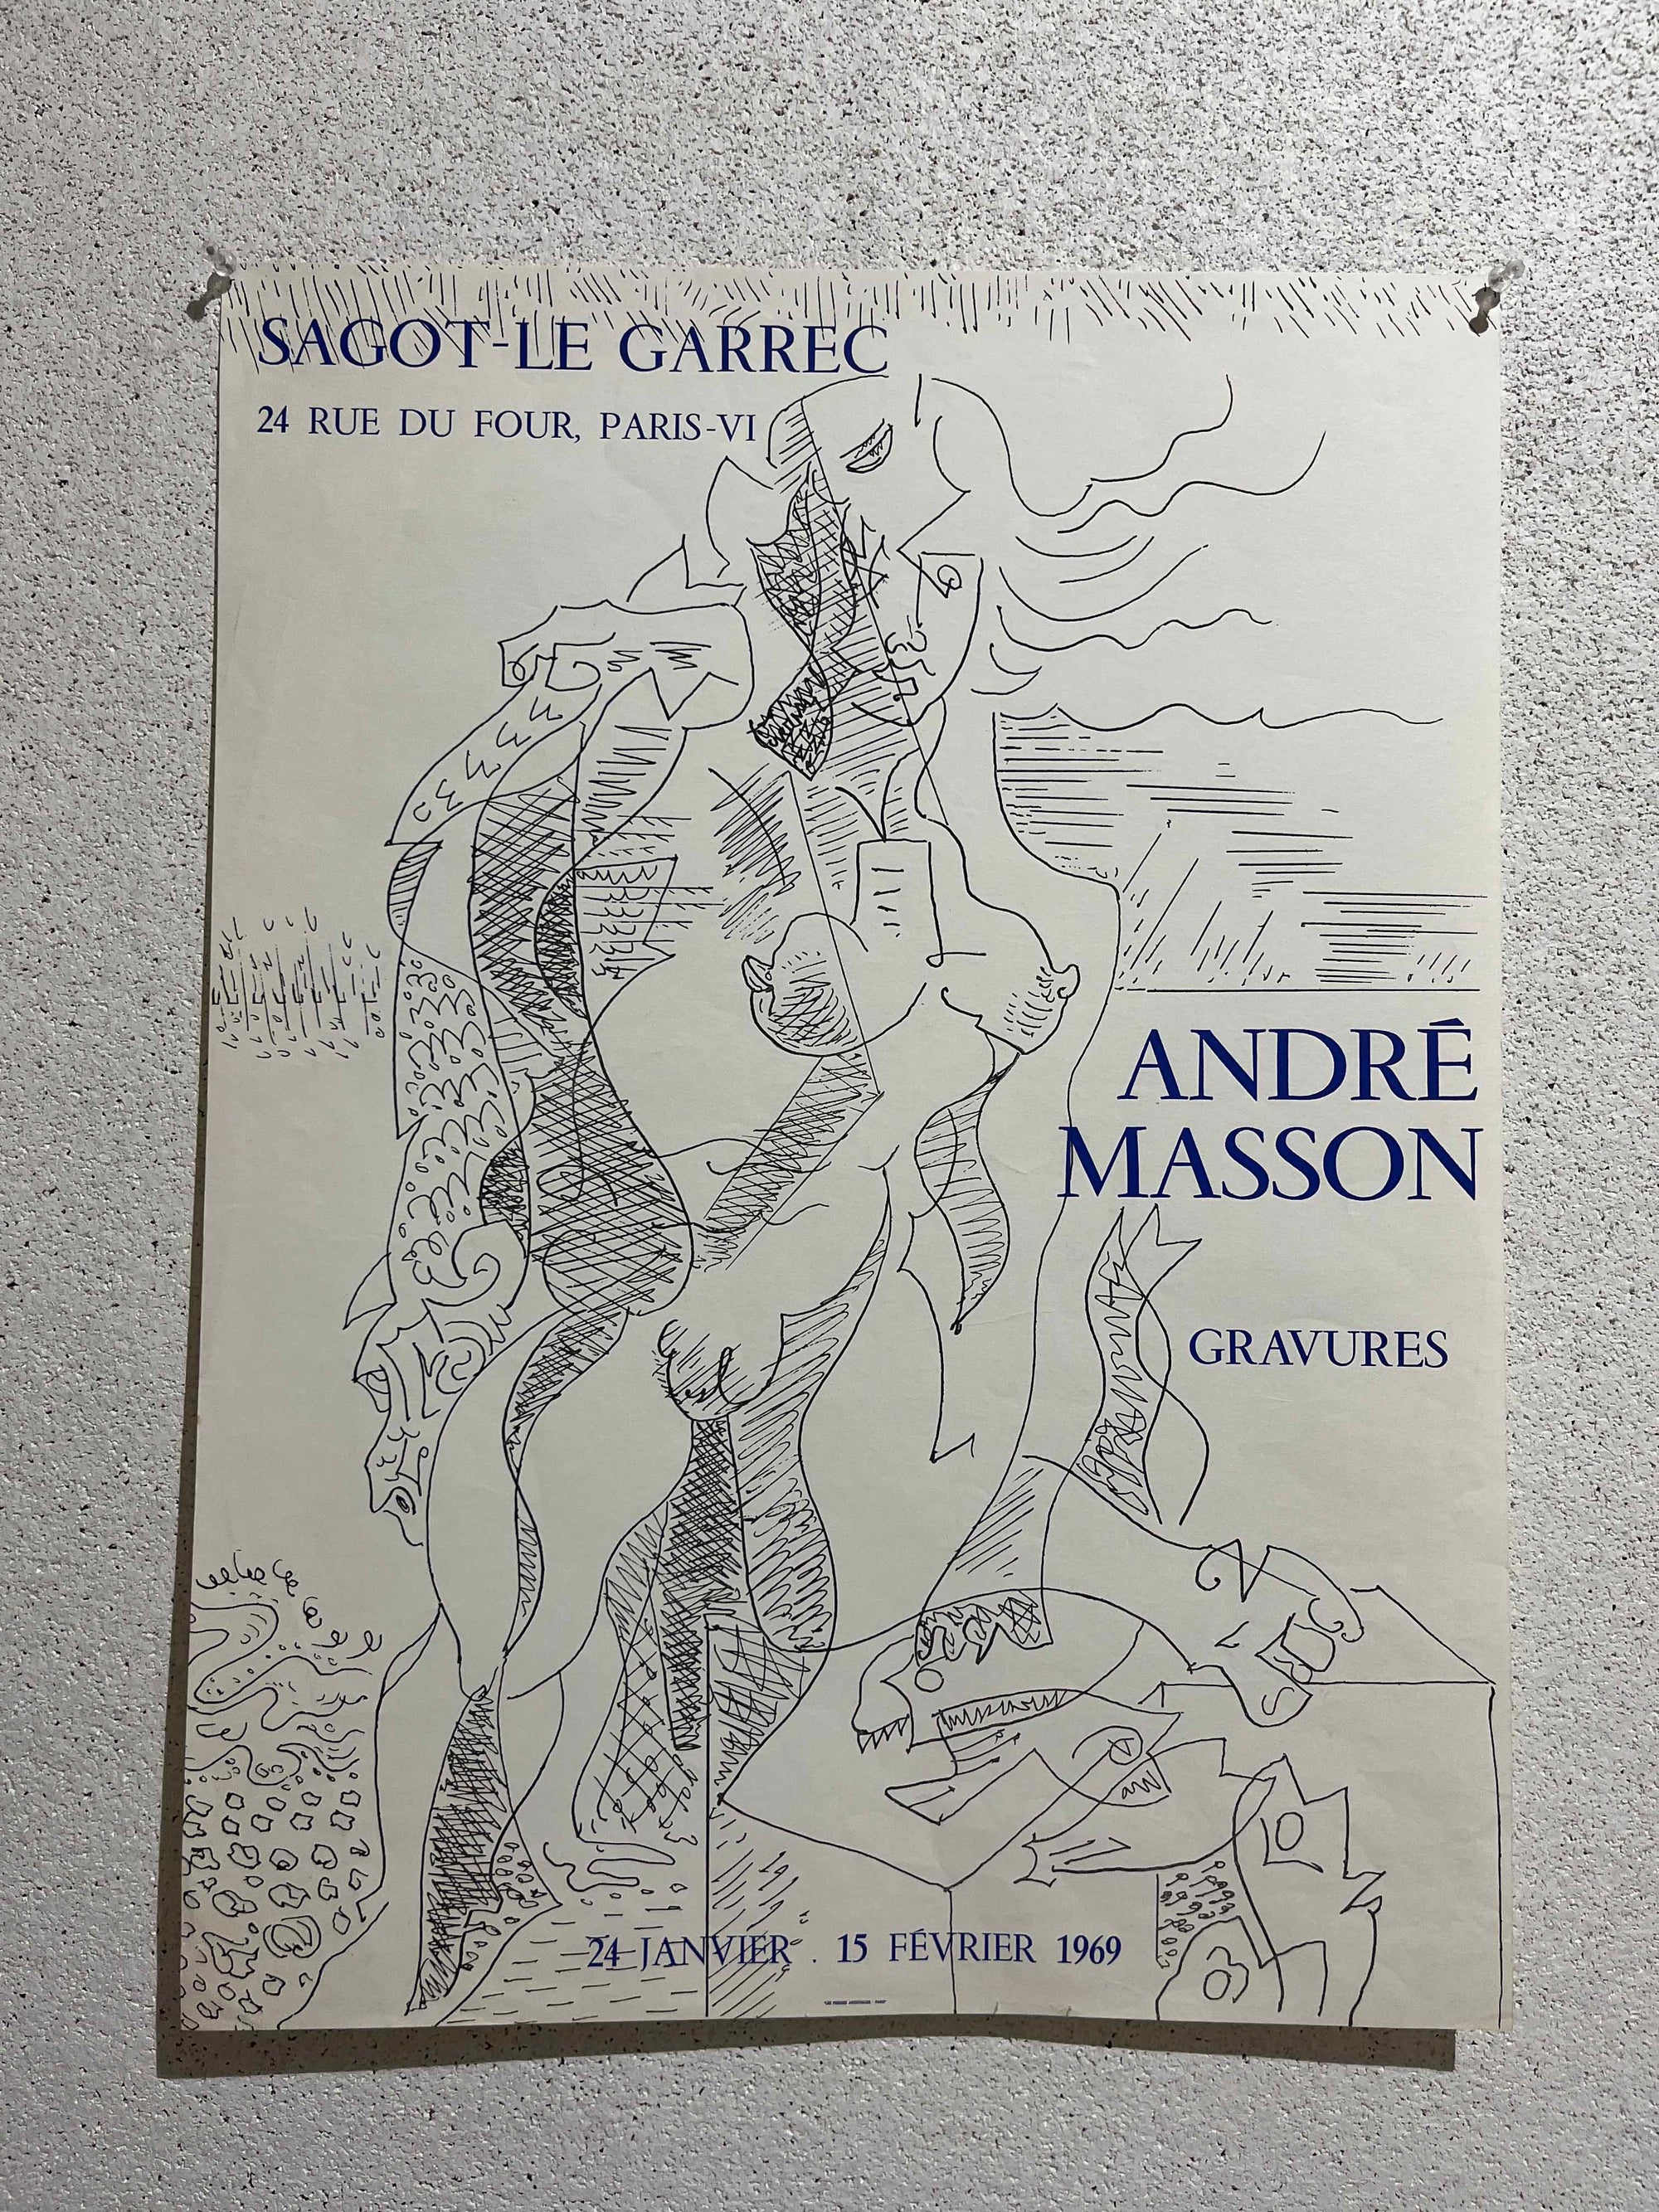 SAGOT-LE GARREC
24 RUE DU FOUR, PARIS-VI
ANDRÉ
MASSON
GRAVURES
24 JANVIER . 15 FÉVRIER 1969